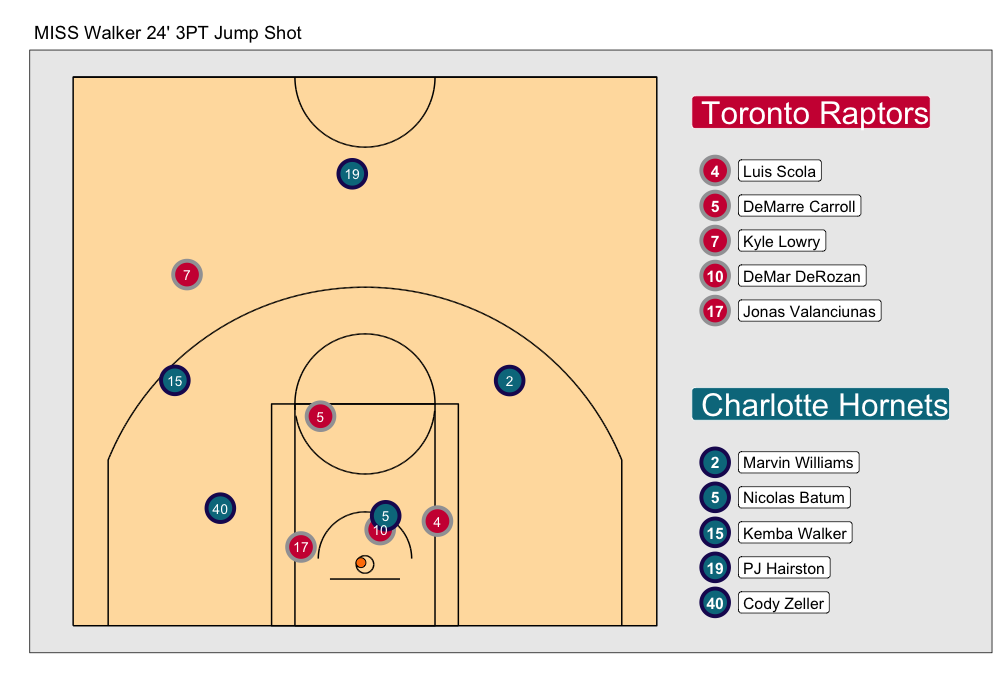 MISS Walker 24' 3PT Jump Shot
Toronto Raptors
4 Luis Scola
5 DeMarre Carroll
7 Kyle Lowry
10 DeMar DeRozan
17 Jonas Valanciunas
Charlotte Hornets
2 Marvin Williams
5 Nicolas Batum
15 Kemba Walker
19 PJ Hairston
40 Cody Zeller
19
7
15
2
5
40
5
10
4
17